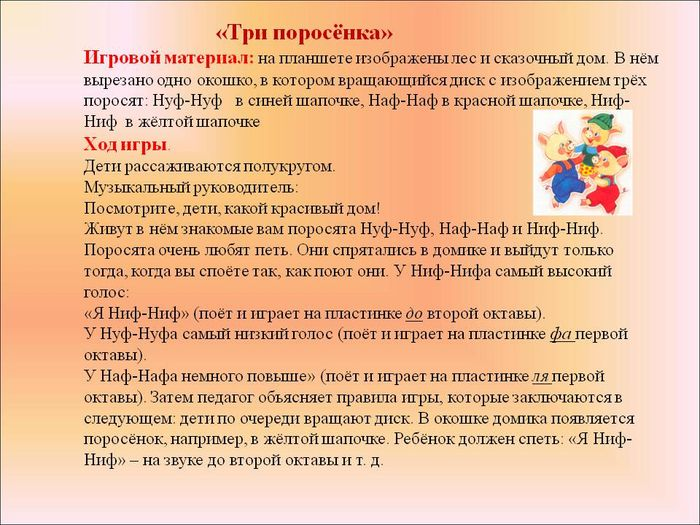 «Три поросёнка»
Игровой материал: на планшете изображены лес и сказочный дом. В нём
вырезано одно окошко, в котором вращающийся диск с изображением трёх
поросят: Нуф-Нуф в синей шапочке, Наф-Наф в красной шапочке, Ниф-
Ниф в жёлтой шапочке
Ход игры.
Дети рассаживаются полукругом.
Музыкальный руководитель:
Посмотрите, дети, какой красивый дом!
Живут в нём знакомые вам поросята Нуф-Нуф, Наф-Наф и Ниф-Ниф.
Поросята очень любят петь. Они спрятались в домике и выйдут только
тогда, когда вы споёте так, как поют они. У Ниф-Нифа самый высокий
голос:
«Я Ниф-Ниф» (поёт и играет на пластинке до второй октавы).
У Нуф-Нуфа самый низкий голос (поёт и играет на пластинке фа первой
октавы).
У Наф-Нафа немного повыше» (поёт и играет на пластинке ля первой
октавы). Затем педагог объясняет правила игры, которые заключаются в
следующем: дети по очереди вращают диск. В окошке домика появляется
поросёнок, например, в жёлтой шапочке. Ребёнок должен спеть: «Я Ниф-
Ниф» – на звуке до второй октавы и т. д.